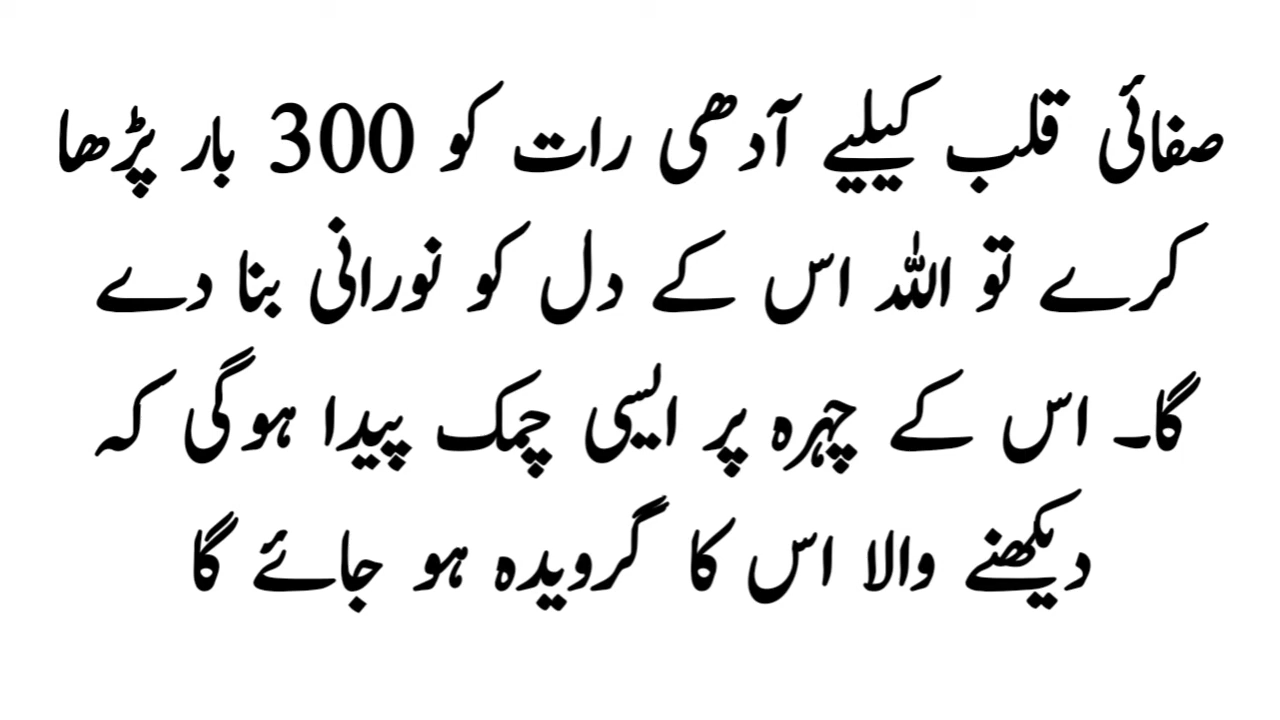 صفائی قلب کیلیے آدھی رات کو 300 بار پڑھا
کرے تو اللہ اس کے دل کو نورانی بنا دے
گا۔ اس کے چہرہ پر ایسی چمک پیدا ہوگی کہ
دیکھنے والا اس کا گرویدہ ہو جائے گا